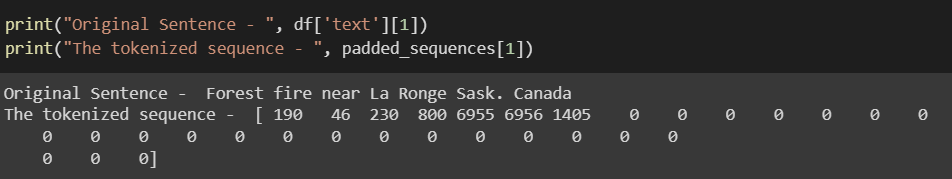 print("Original Sentence - ", df['text'][1])
print("The tokenized sequence - ", padded_sequences[1])
Original Sentence -  Forest fire near La Ronge Sask. Canada
The tokenized sequence -  [ 190   46  230  800 6955 6956 1405    0    0    0    0    0    0    0
    0    0    0    0    0    0    0    0    0    0    0    0    0    0
    0    0    0]